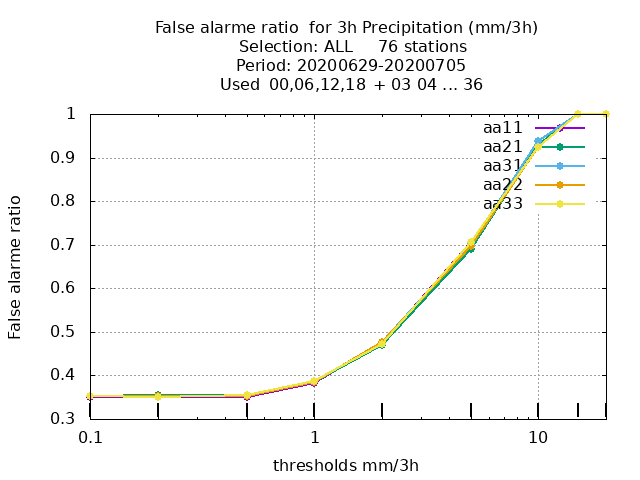 False alarme ratio  for 3h Precipitation (mm/3h)
Selection: ALL     76 stations
Period: 20200629-20200705
Used  00,06,12,18  + 03 04 ... 36
1
0.9
0.8
0.7
0.6
0.5
0.4
0.3
False alarme ratio
aa11
aa21
aa31
aa22
aa33
0.1
1
10
thresholds mm/3h